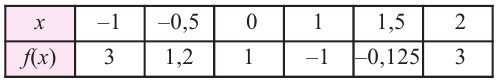 x –1 –0,5 0 1 1,5 2
f(x) 3 1,2 1 –1 –0,125 3